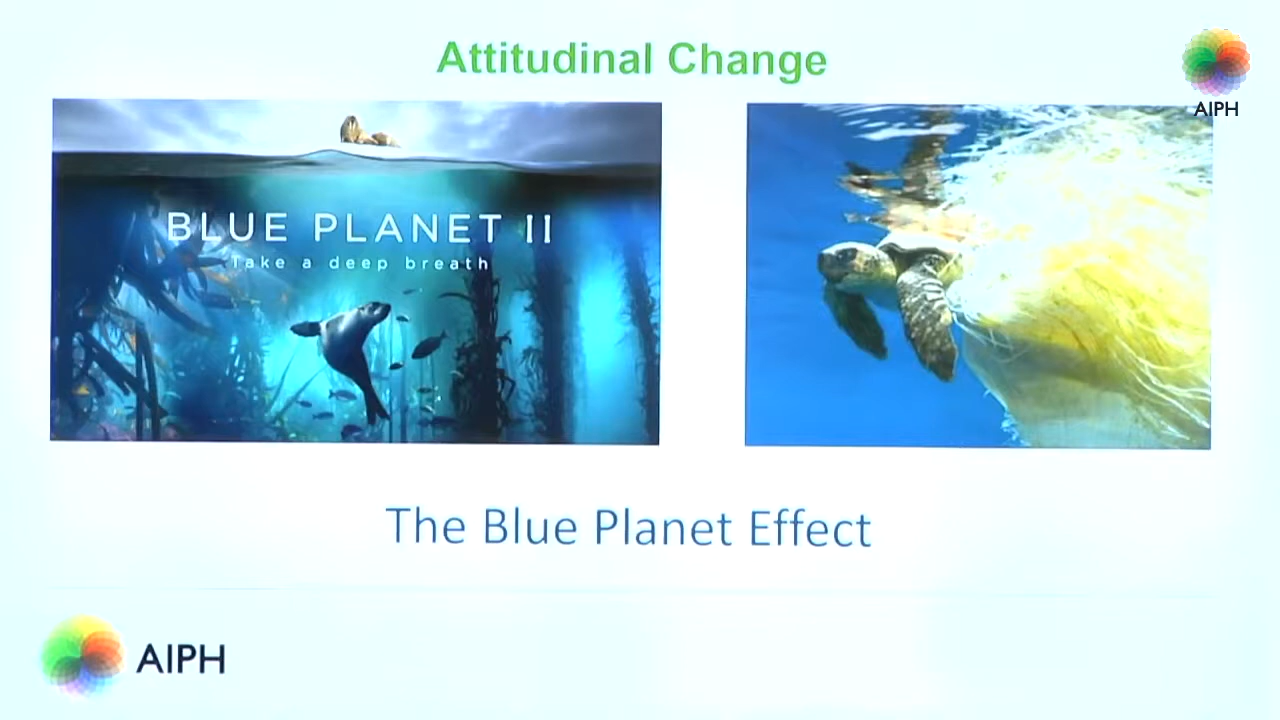 Attitudinal Change
AIPH
BLUE PLANET II
Take a deep breath
The Blue Planet Effect
AIPH